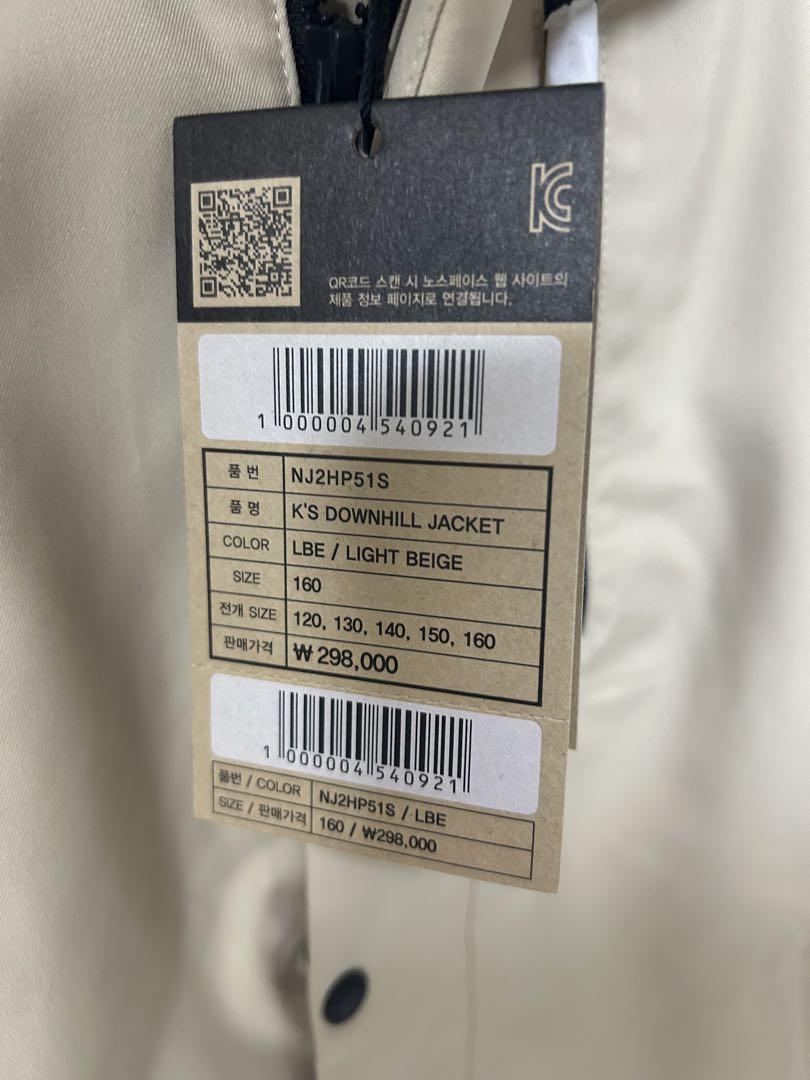 KC
QR코드 스캔 시 노스페이스 웹 사이트의
제품 정보 페이지로 연결됩니다.
1 000004 540921
품 번 NJ2HP51S
품 명 K'S DOWNHILL JACKET
COLOR LBE / LIGHT BEIGE
SIZE 160
전개 SIZE 120, 130, 140, 150, 160
판매가격 ₩ 298,000
1 000004 540921
품번 / COLOR NJ2HP51S / LBE
SIZE / 판매가격 160 / ₩298,000